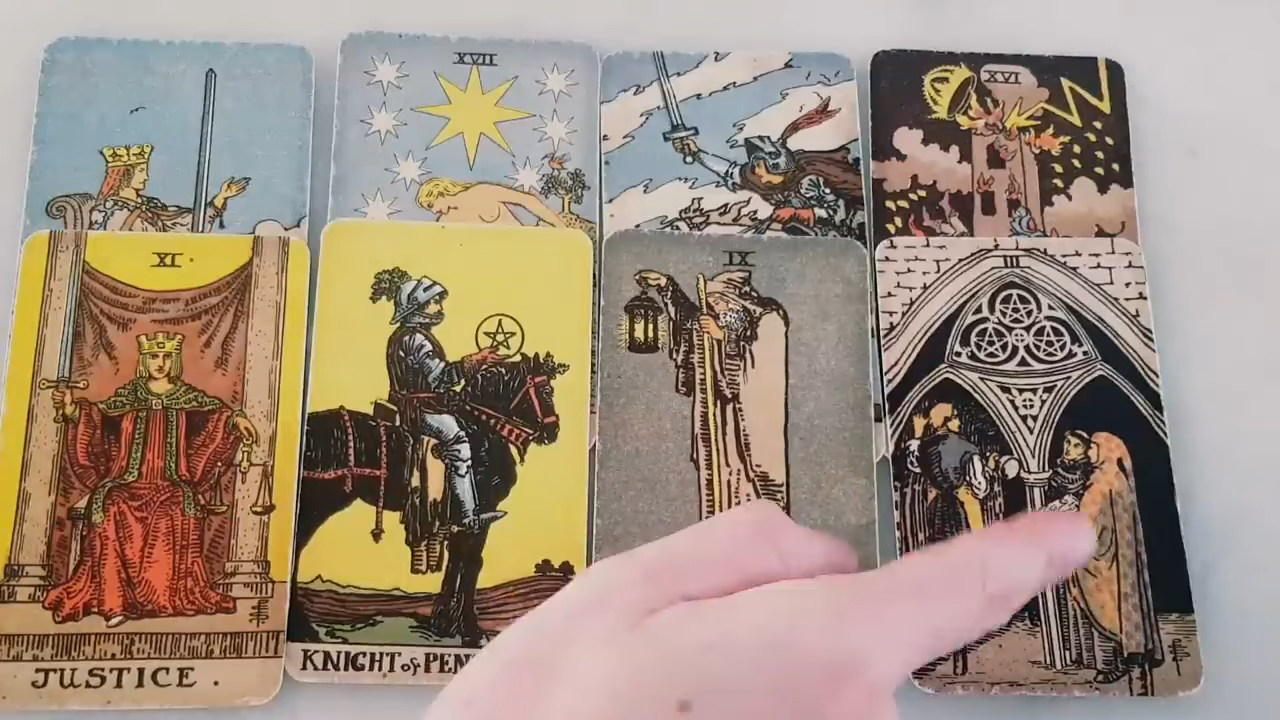 XVII
XVI
XI.
IX
III
JUSTICE.
KNIGHT of PEN